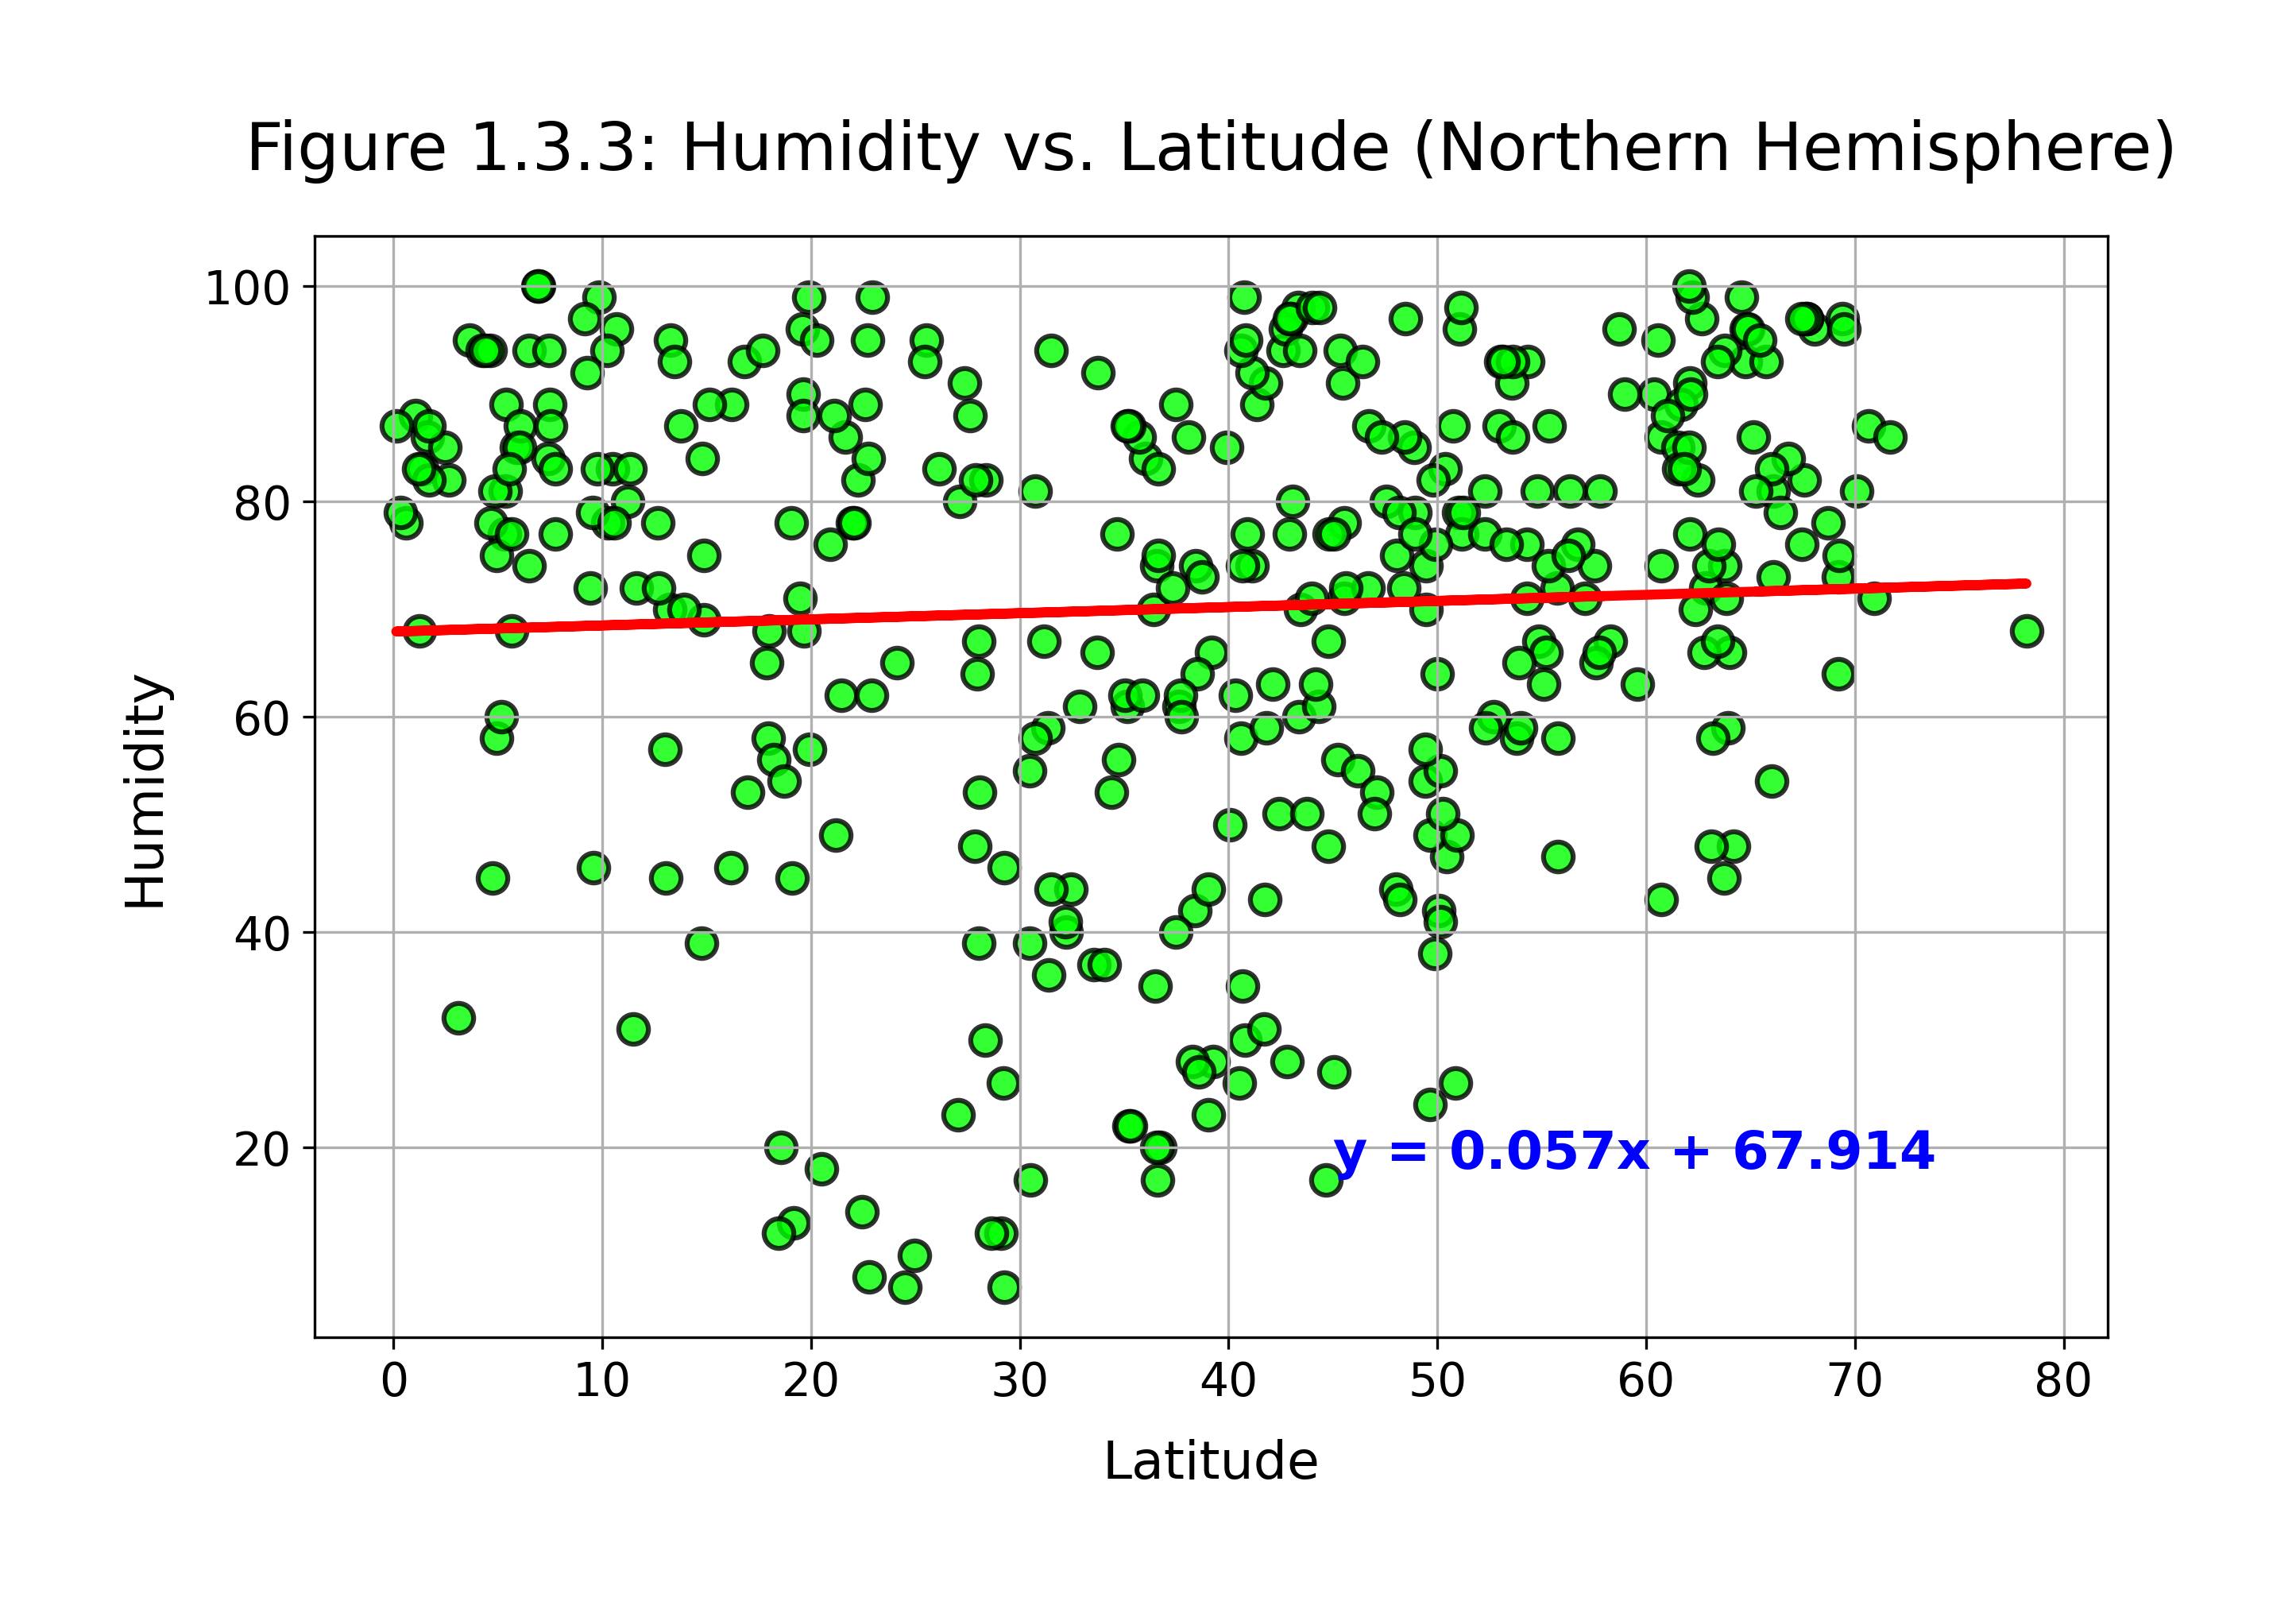 Figure 1.3.3: Humidity vs. Latitude (Northern Hemisphere)
100
80
60
40
20
Humidity
y = 0.057x + 67.914
0 10 20 30 40 50 60 70 80
Latitude